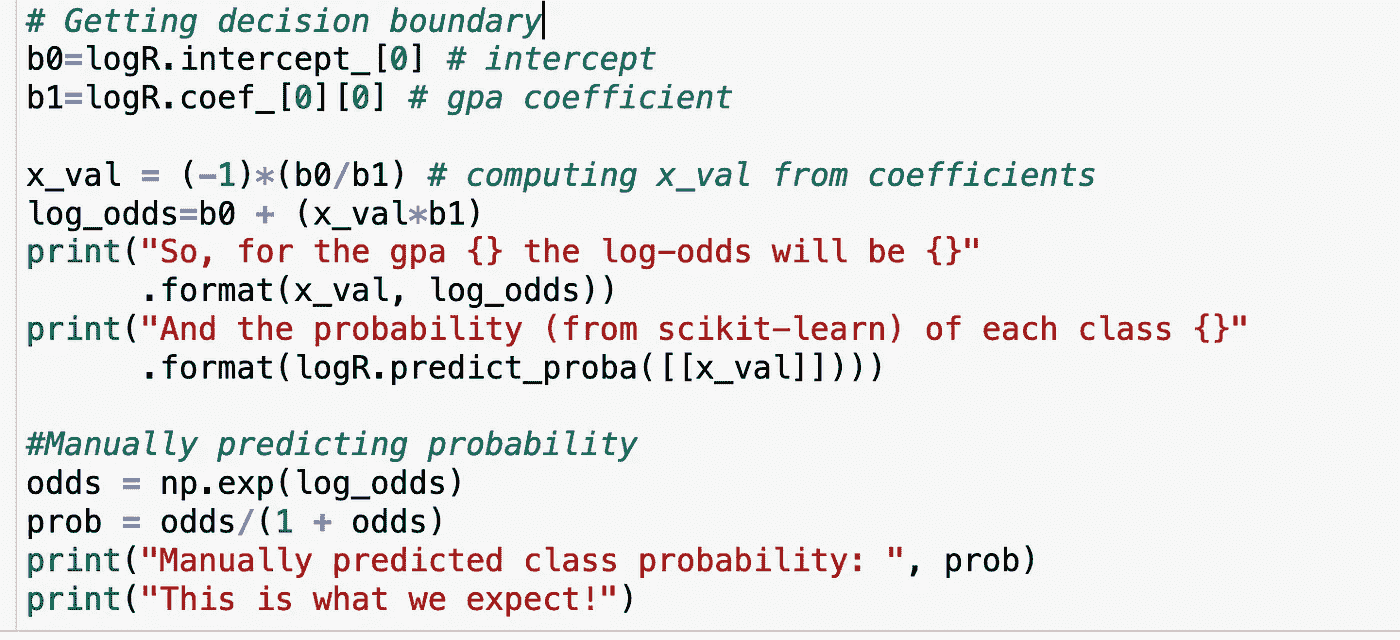 # Getting decision boundary
b0=logR.intercept_[0] # intercept
b1=logR.coef_[0][0] # gpa coefficient
x_val = (-1)*(b0/b1) # computing x_val from coefficients
log_odds=b0 + (x_val*b1)
print("So, for the gpa {} the log-odds will be {}"
.format(x_val, log_odds))
print("And the probability (from scikit-learn) of each class {}"
.format(logR.predict_proba([[x_val]])))
#Manually predicting probability
odds = np.exp(log_odds)
prob = odds/(1 + odds)
print("Manually predicted class probability: ", prob)
print("This is what we expect!")